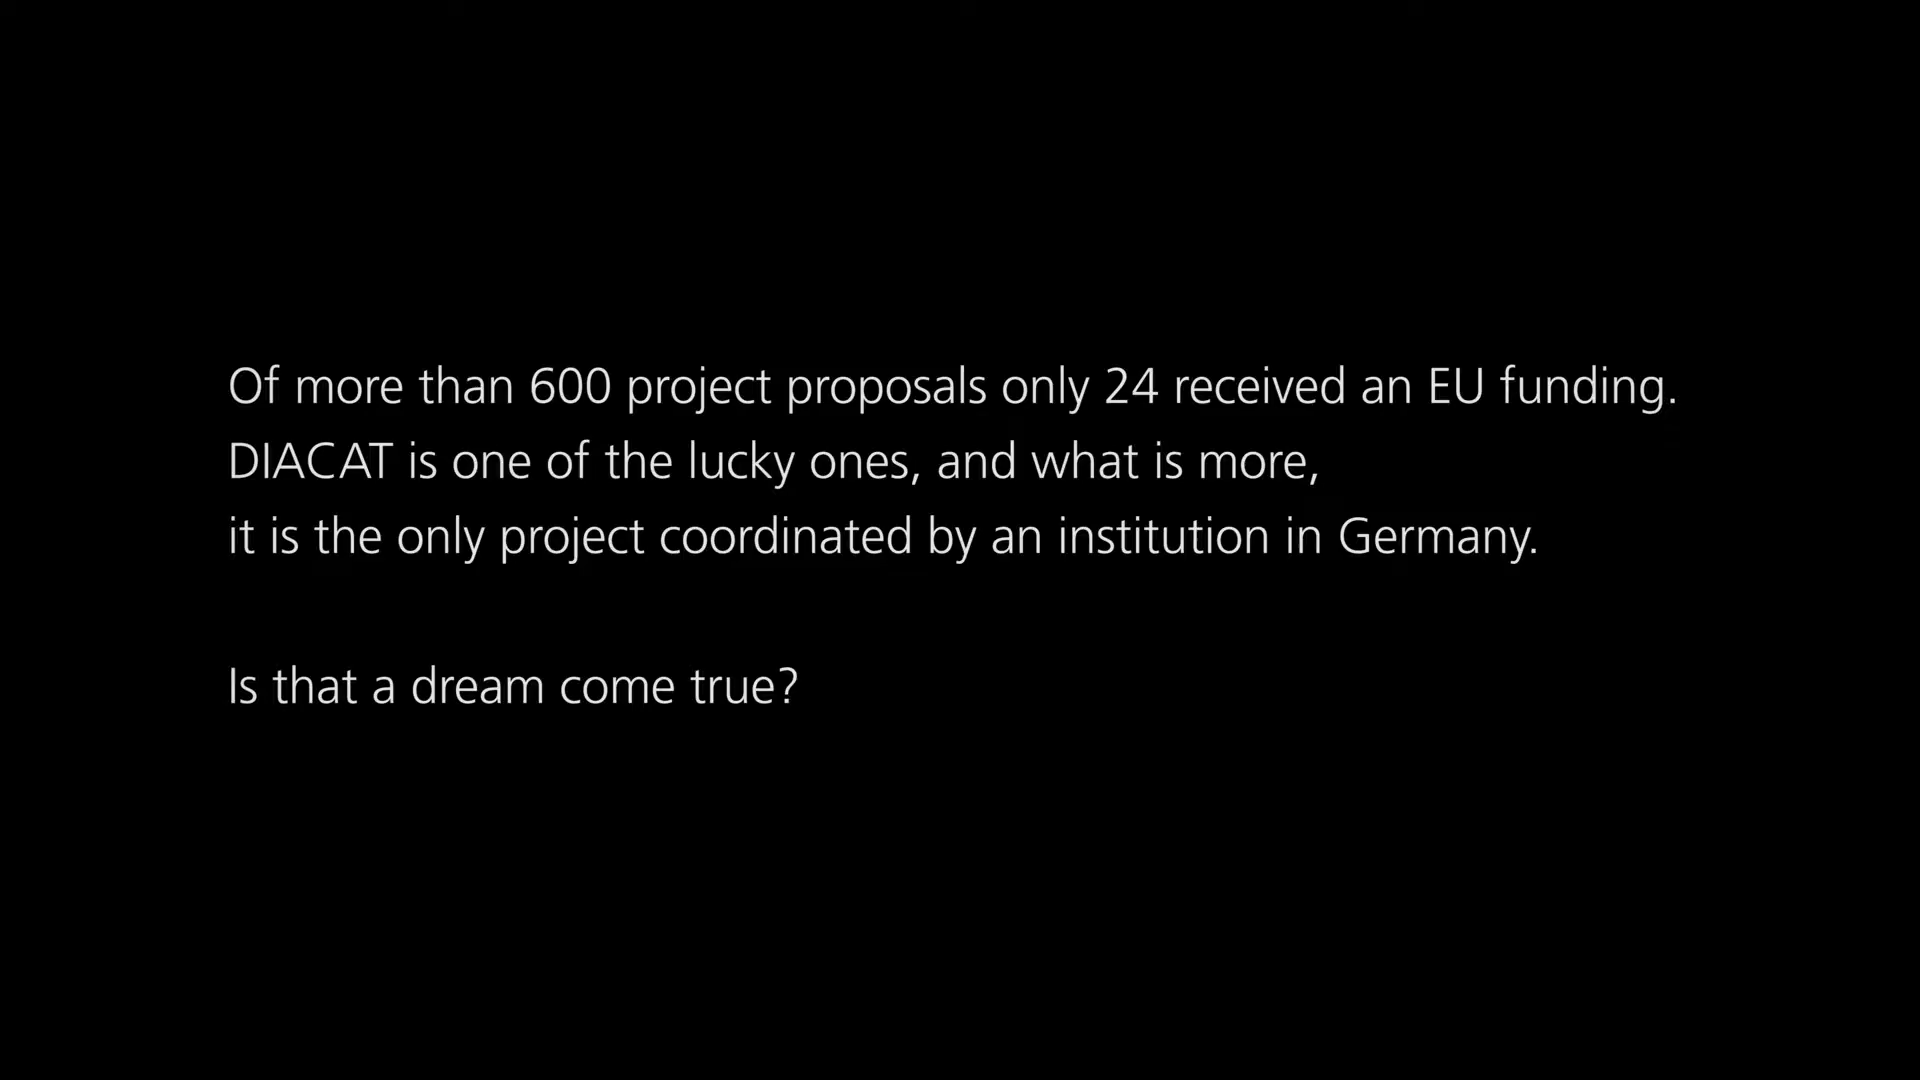 Of more than 600 project proposals only 24 received an EU funding.
DIACAT is one of the lucky ones, and what is more,
it is the only project coordinated by an institution in Germany.
Is that a dream come true?